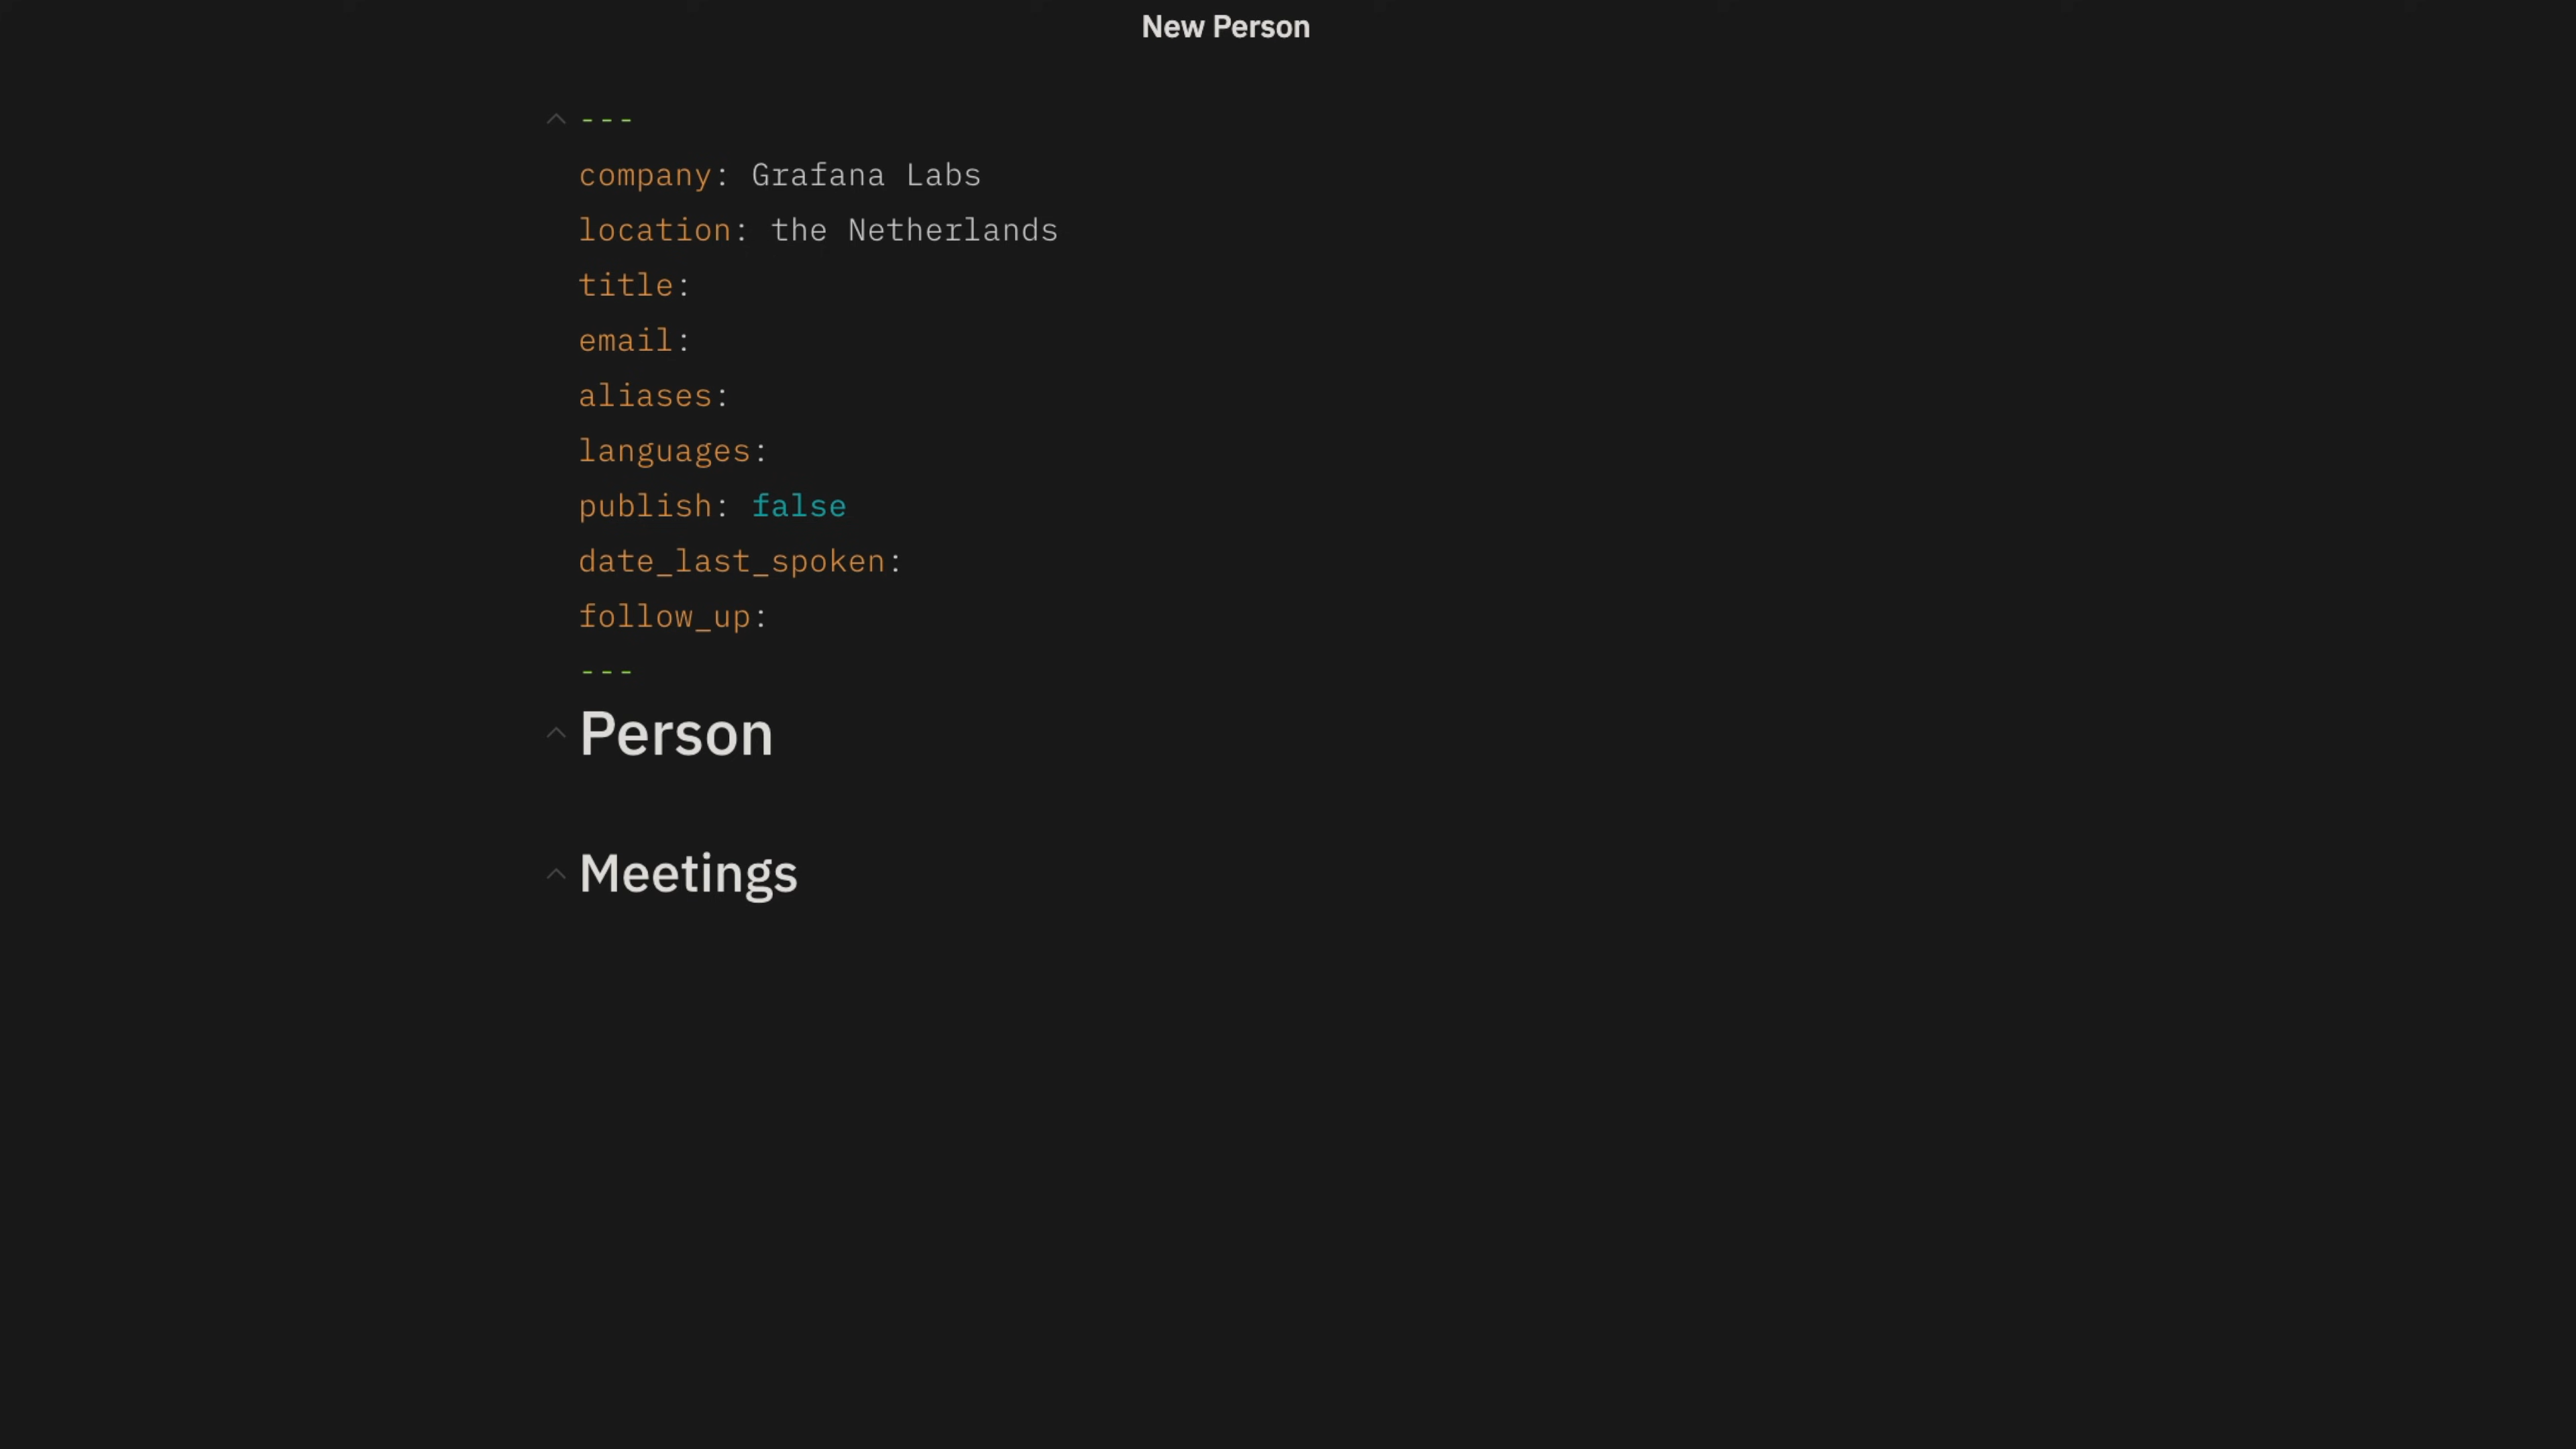 New Person
---
company: Grafana Labs
location: the Netherlands
title:
email:
aliases:
languages:
publish: false
date_last_spoken:
follow_up:
---
Person
Meetings